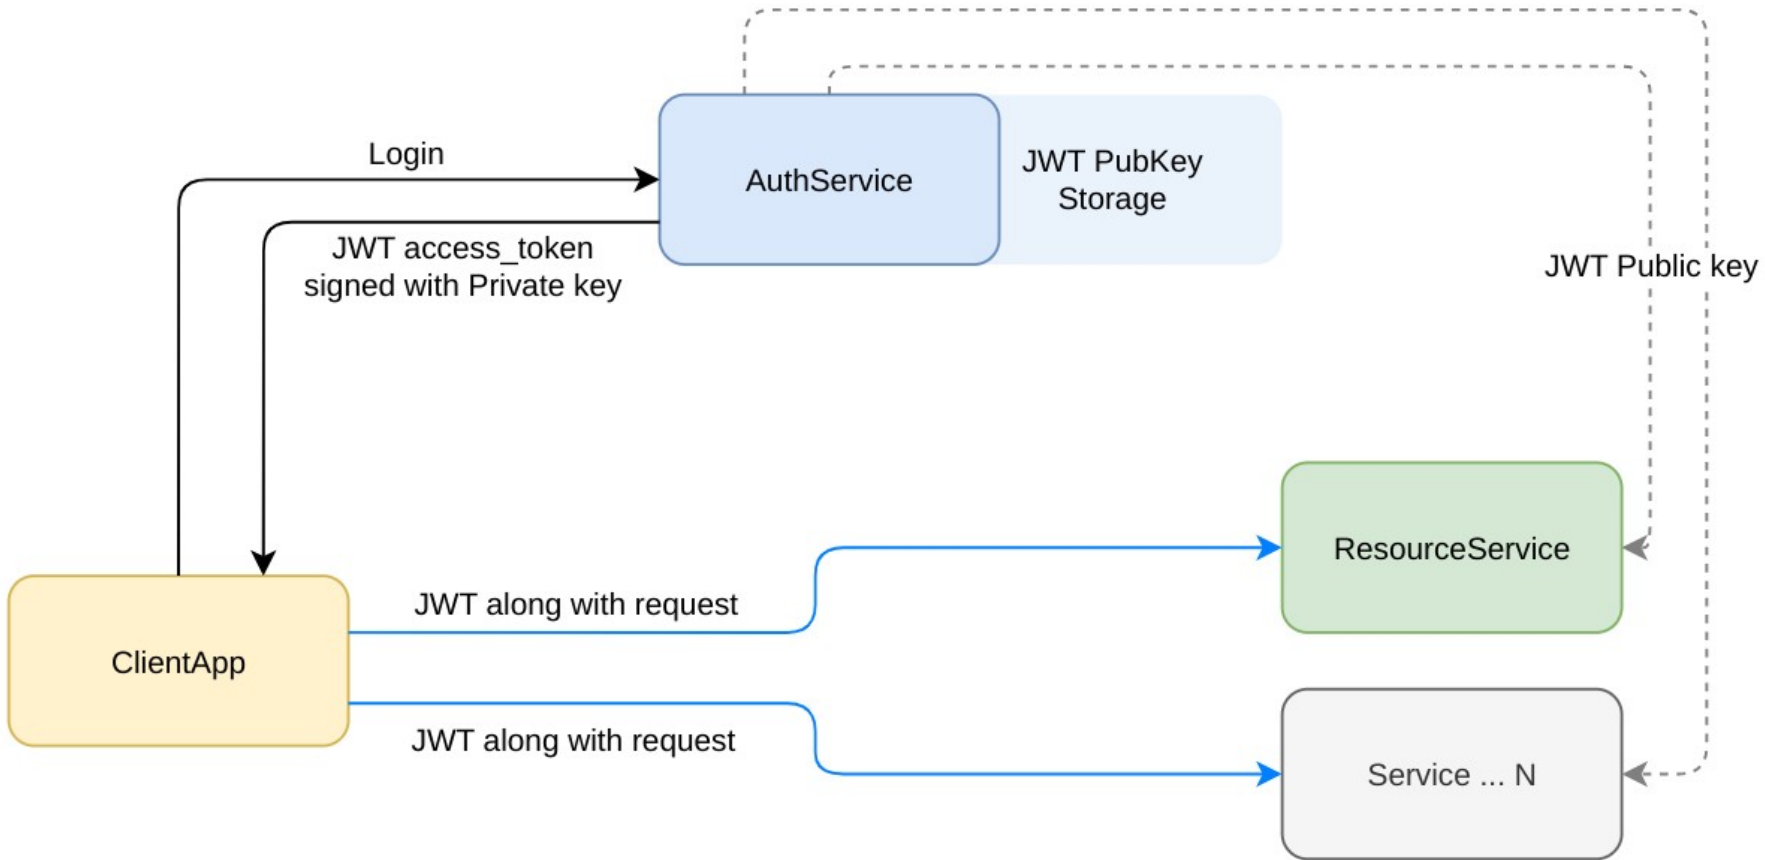 Login
AuthService
JWT PubKey
Storage
JWT access_token
signed with Private key
JWT Public key
ResourceService
JWT along with request
ClientApp
JWT along with request
Service ... N